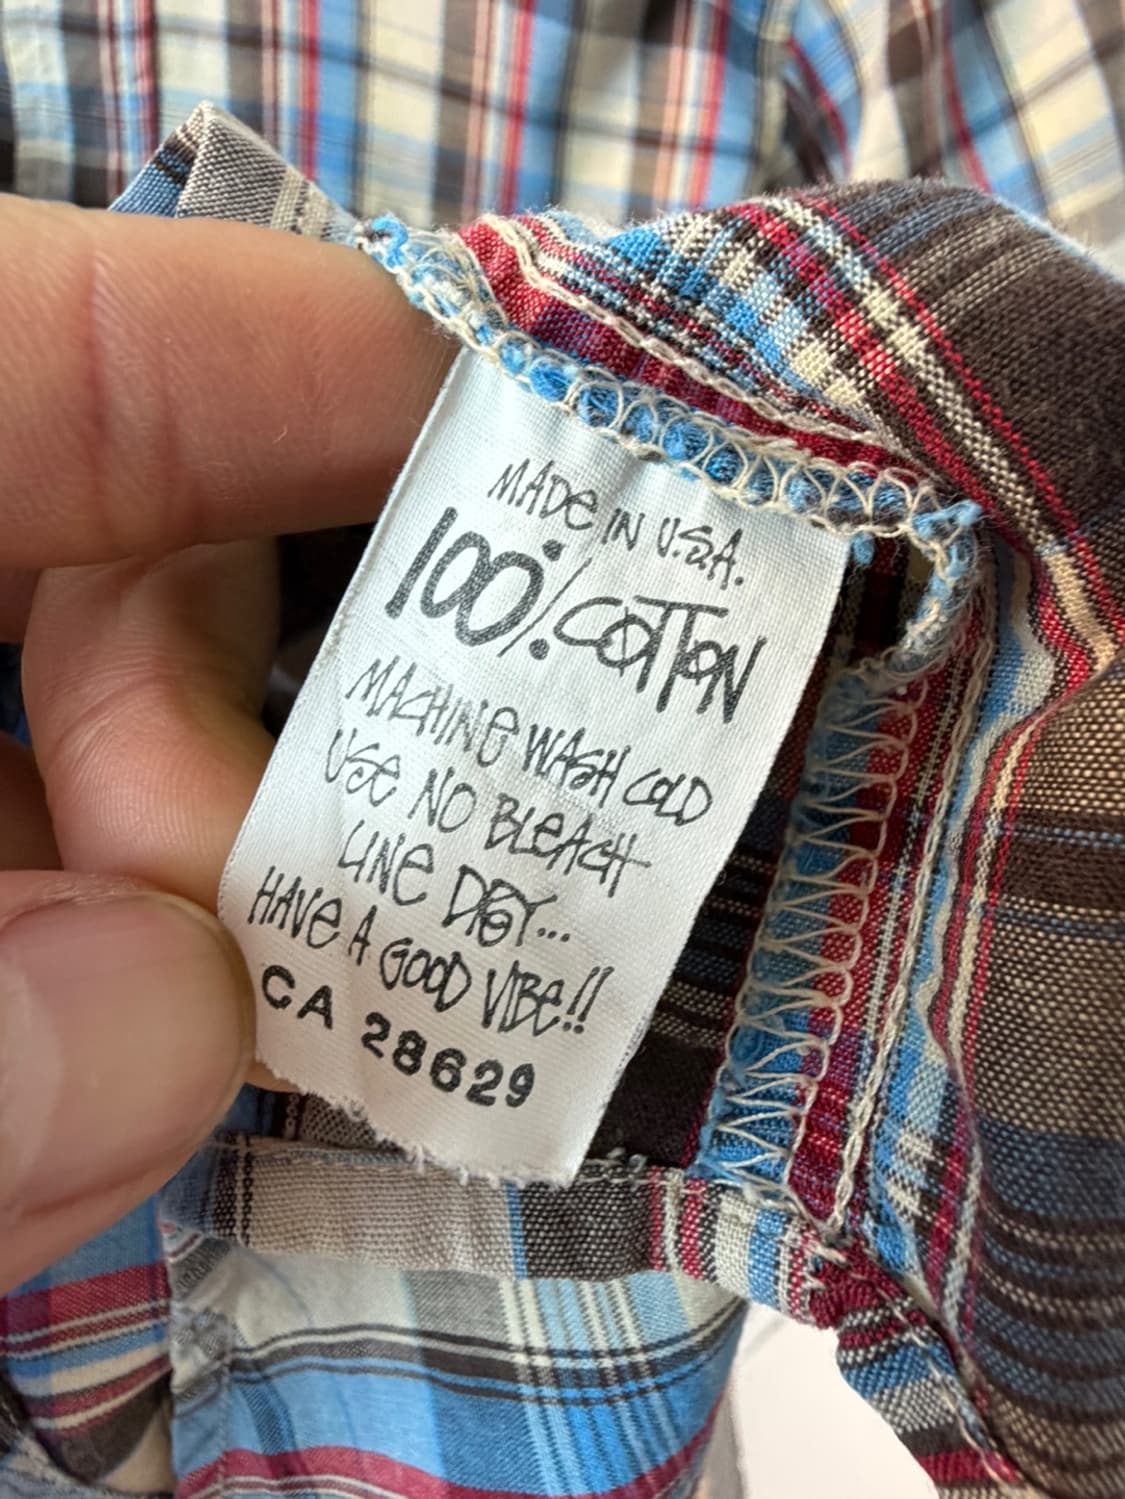 MADE IN U.S.A.
100% COTTON
MACHINE WASH COLD
USE NO BLEACH
LINE DRY...
HAVE A GOOD VIBE!!
CA 28629